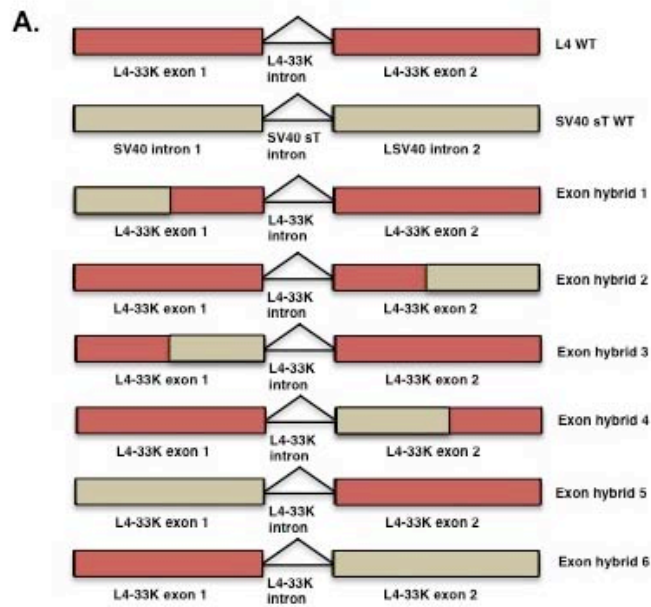 A.
L4 WT
L4-33K exon 1
L4-33K
intron
L4-33K exon 2
SV40 sT WT
SV40 intron 1
SV40 sT
intron
LSV40 intron 2
Exon hybrid 1
L4-33K exon 1
L4-33K
intron
L4-33K exon 2
Exon hybrid 2
L4-33K exon 1
L4-33K
intron
L4-33K exon 2
Exon hybrid 3
L4-33K exon 1
L4-33K
intron
L4-33K exon 2
Exon hybrid 4
L4-33K exon 1
L4-33K
intron
L4-33K exon 2
Exon hybrid 5
L4-33K exon 1
L4-33K
intron
L4-33K exon 2
Exon hybrid 6
L4-33K exon 1
L4-33K
intron
L4-33K exon 2